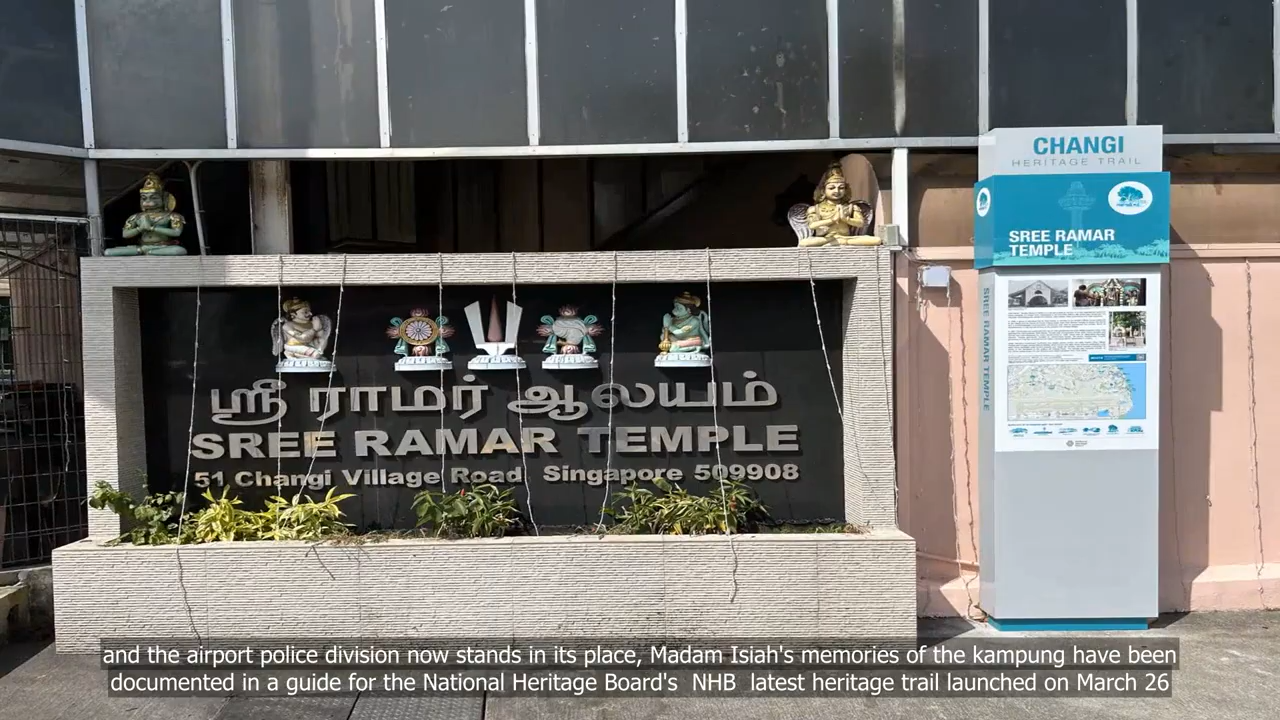 ஸ்ரீ ராமர் ஆலயம்
SREE RAMAR TEMPLE
51 Changi Village Road Singapore 509908
CHANGI
HERITAGE TRAIL
SREE RAMAR
TEMPLE
SREE RAMAR TEMPLE
and the airport police division now stands in its place, Madam Isiah's memories of the kampung have been
documented in a guide for the National Heritage Board's  NHB  latest heritage trail launched on March 26